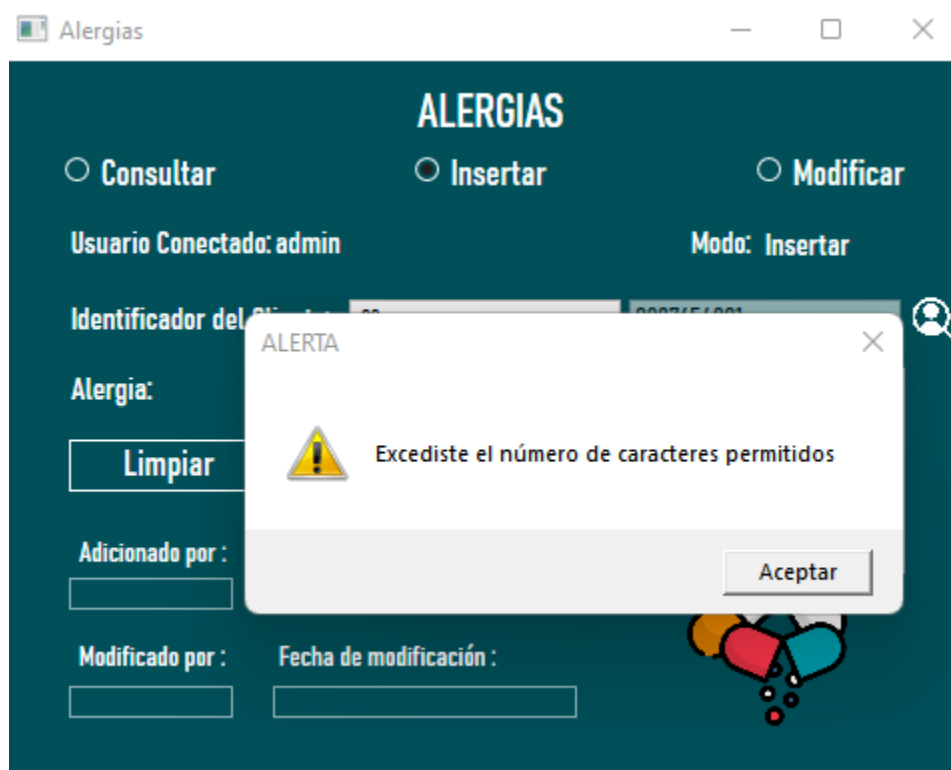 Alergias
ALERGIAS
Consultar Insertar Modificar
Usuario Conectado: admin Modo: Insertar
Identificador del
ALERTA
Alergia:
Excediste el número de caracteres permitidos
Limpiar
Aceptar
Adicionado por :
Modificado por : Fecha de modificación :